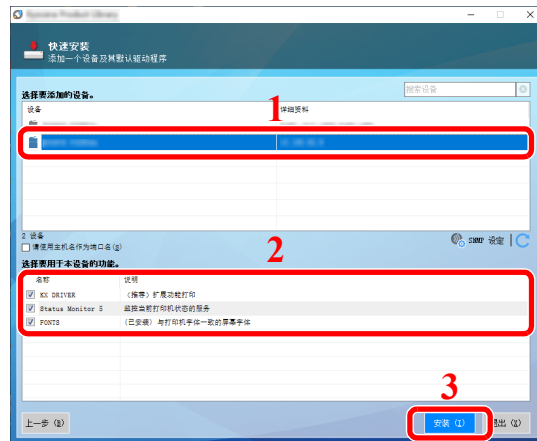 Kyocera Product Library
快速安装
添加一个设备及其默认驱动程序
选择要添加的设备。
搜索设备
设备 详细资料
1
2 设备
SNMP 设定
请使用主机名作为端口名(S)
2
选择要用于本设备的功能。
名称 说明
KX DRIVER （推荐）扩展功能打印
Status Monitor 5 监控当前打印机状态的服务
FONTS （已安装）与打印机字体一致的屏幕字体
3
上一步 (B)
安装 (I)
退出 (X)